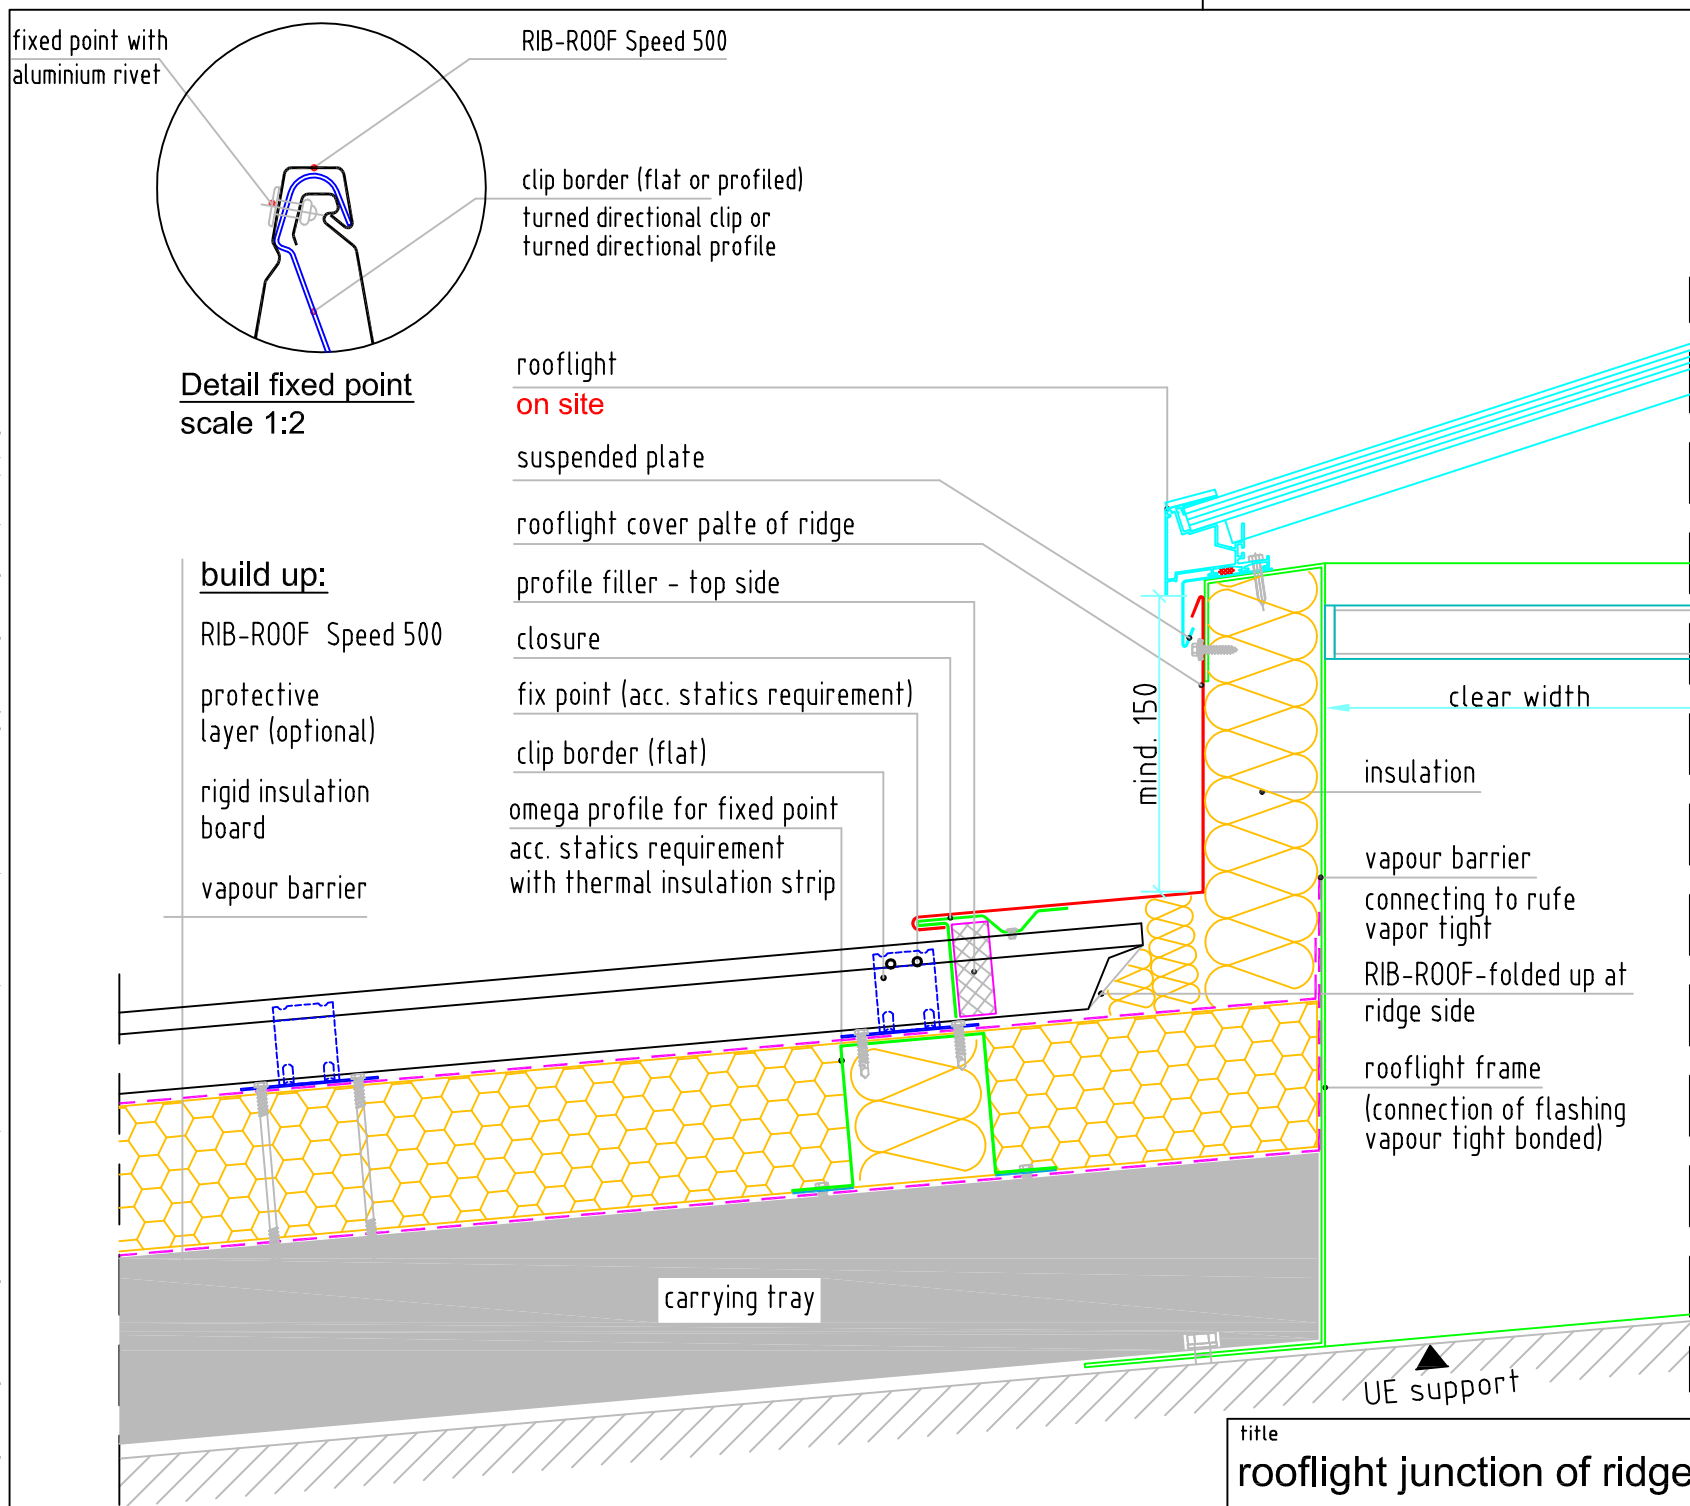 fixed point with
aluminium rivet
RIB-ROOF Speed 500
clip border (flat or profiled)
turned directional clip or
turned directional profile
Detail fixed point
scale 1:2
rooflight
on site
suspended plate
rooflight cover palte of ridge
profile filler - top side
closure
fix point (acc. statics requirement)
clip border (flat)
omega profile for fixed point
acc. statics requirement
with thermal insulation strip
build up:
RIB-ROOF Speed 500
protective
layer (optional)
rigid insulation
board
vapour barrier
mind. 150
clear width
insulation
vapour barrier
connecting to rufe
vapor tight
RIB-ROOF-folded up at
ridge side
rooflight frame
(connection of flashing
vapour tight bonded)
carrying tray
UE support
title
rooflight junction of ridge